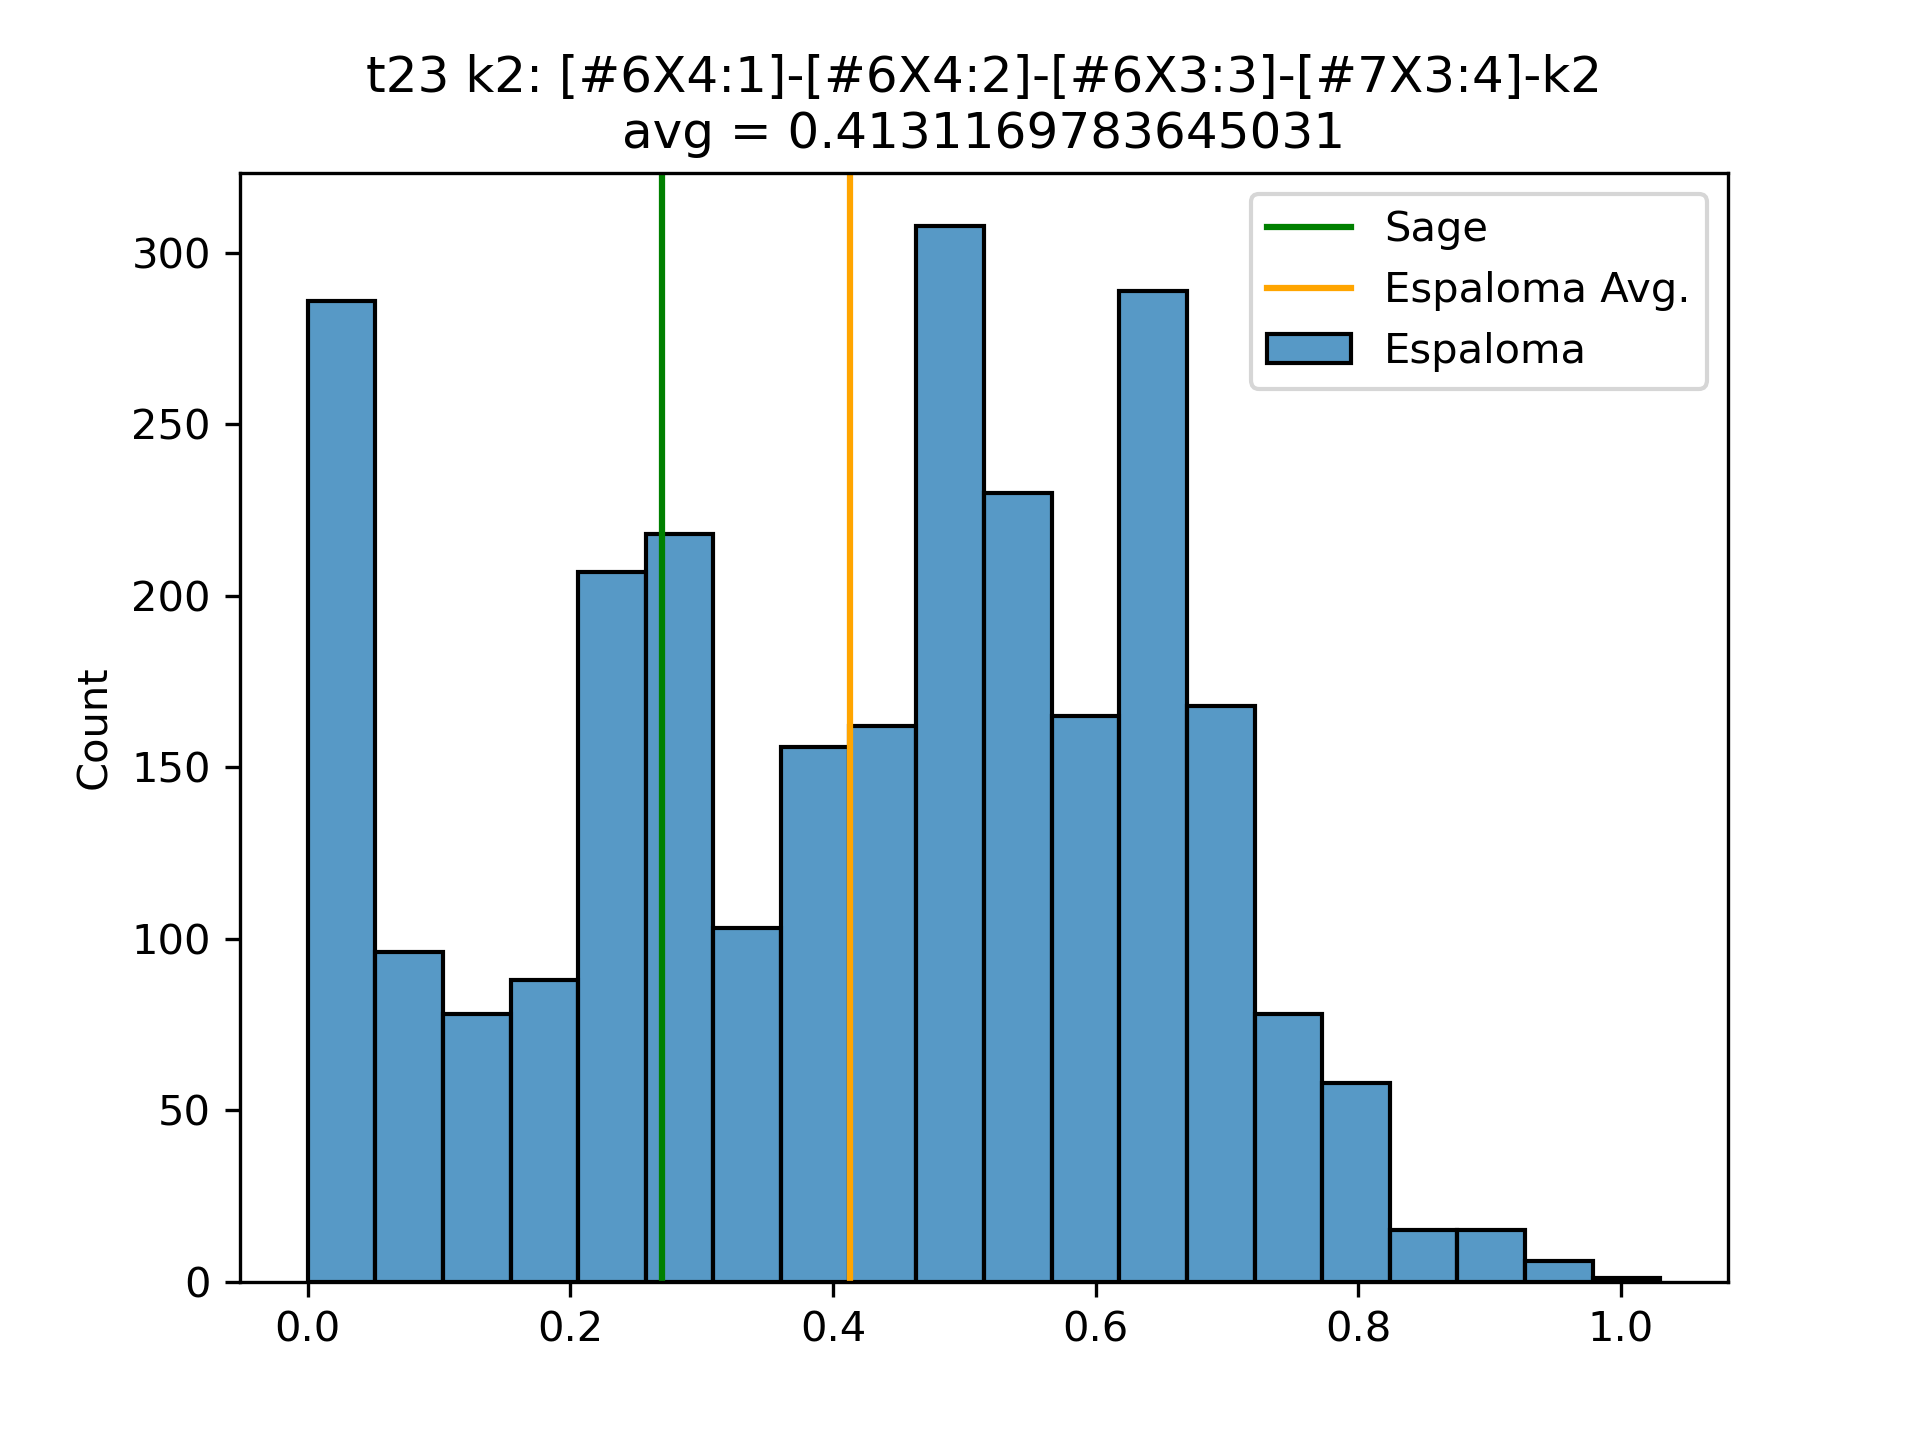 t23 k2: [#6X4:1]-[#6X4:2]-[#6X3:3]-[#7X3:4]-k2
avg = 0.4131169783645031
Sage
Espaloma Avg.
Espaloma
300
250
200
150
100
50
0
Count
0.0 0.2 0.4 0.6 0.8 1.0